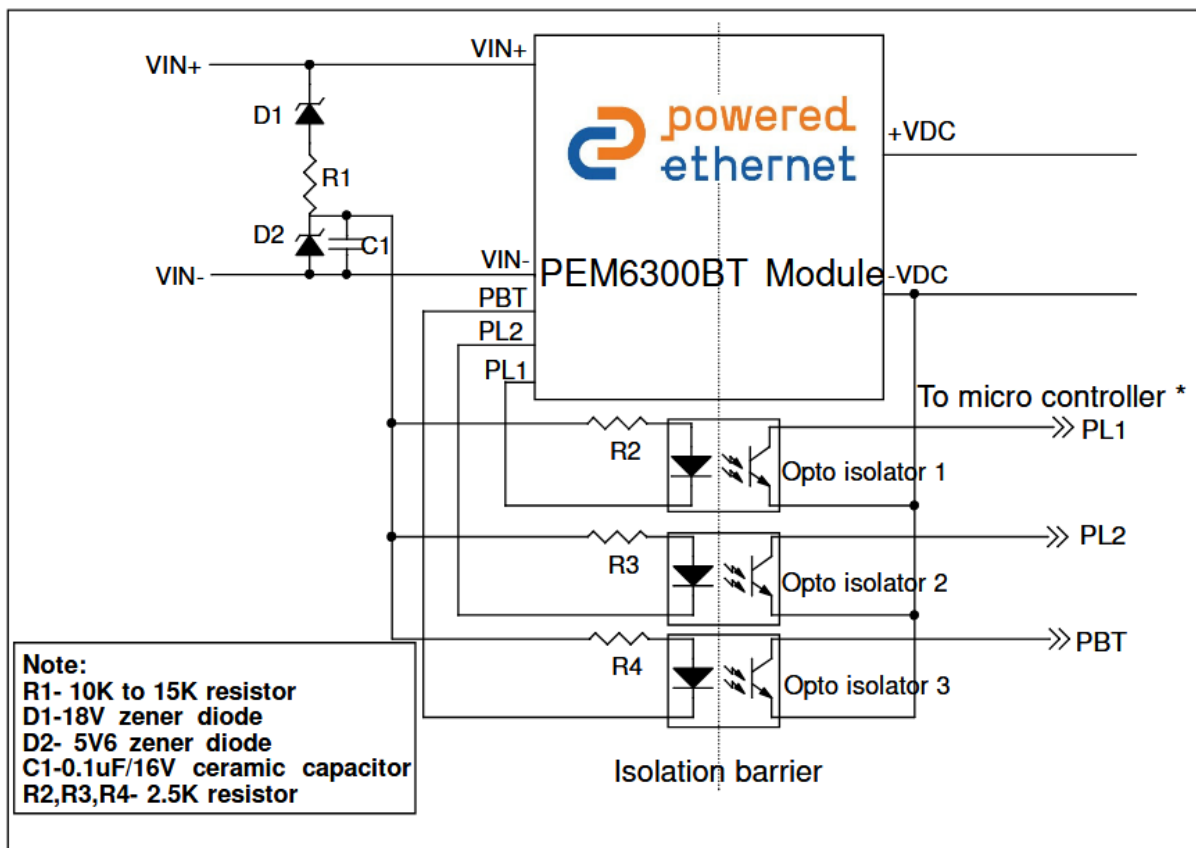 VIN+
VIN+
D1
R1
D2
C1
VIN-
VIN-
powered
ethernet
PEM6300BT Module
+VDC
-VDC
PBT
PL2
PL1
To micro controller *
PL1
R2
Opto isolator 1
PL2
R3
Opto isolator 2
PBT
R4
Opto isolator 3
Isolation barrier
Note:
R1- 10K to 15K resistor
D1-18V zener diode
D2- 5V6 zener diode
C1-0.1uF/16V ceramic capacitor
R2,R3,R4- 2.5K resistor